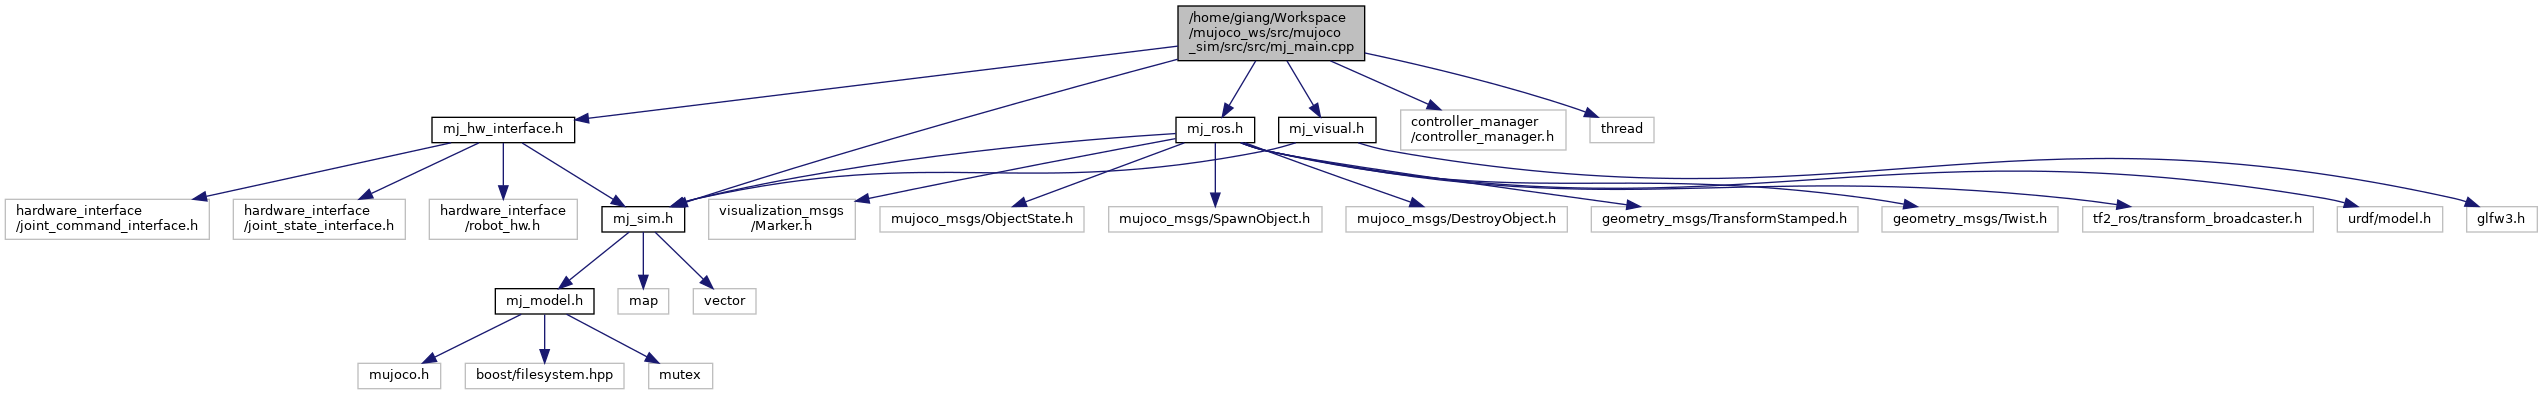 /home/giang/Workspace
/mujoco_ws/src/mujoco
_sim/src/src/mj_main.cpp
mj_hw_interface.h
mj_ros.h
mj_visual.h
controller_manager
/controller_manager.h
thread
hardware_interface
/joint_command_interface.h
hardware_interface
/joint_state_interface.h
hardware_interface
/robot_hw.h
mj_sim.h
visualization_msgs
/Marker.h
mujoco_msgs/ObjectState.h
mujoco_msgs/SpawnObject.h
mujoco_msgs/DestroyObject.h
geometry_msgs/TransformStamped.h
geometry_msgs/Twist.h
tf2_ros/transform_broadcaster.h
urdf/model.h
glfw3.h
mj_model.h
map
vector
mujoco.h
boost/filesystem.hpp
mutex